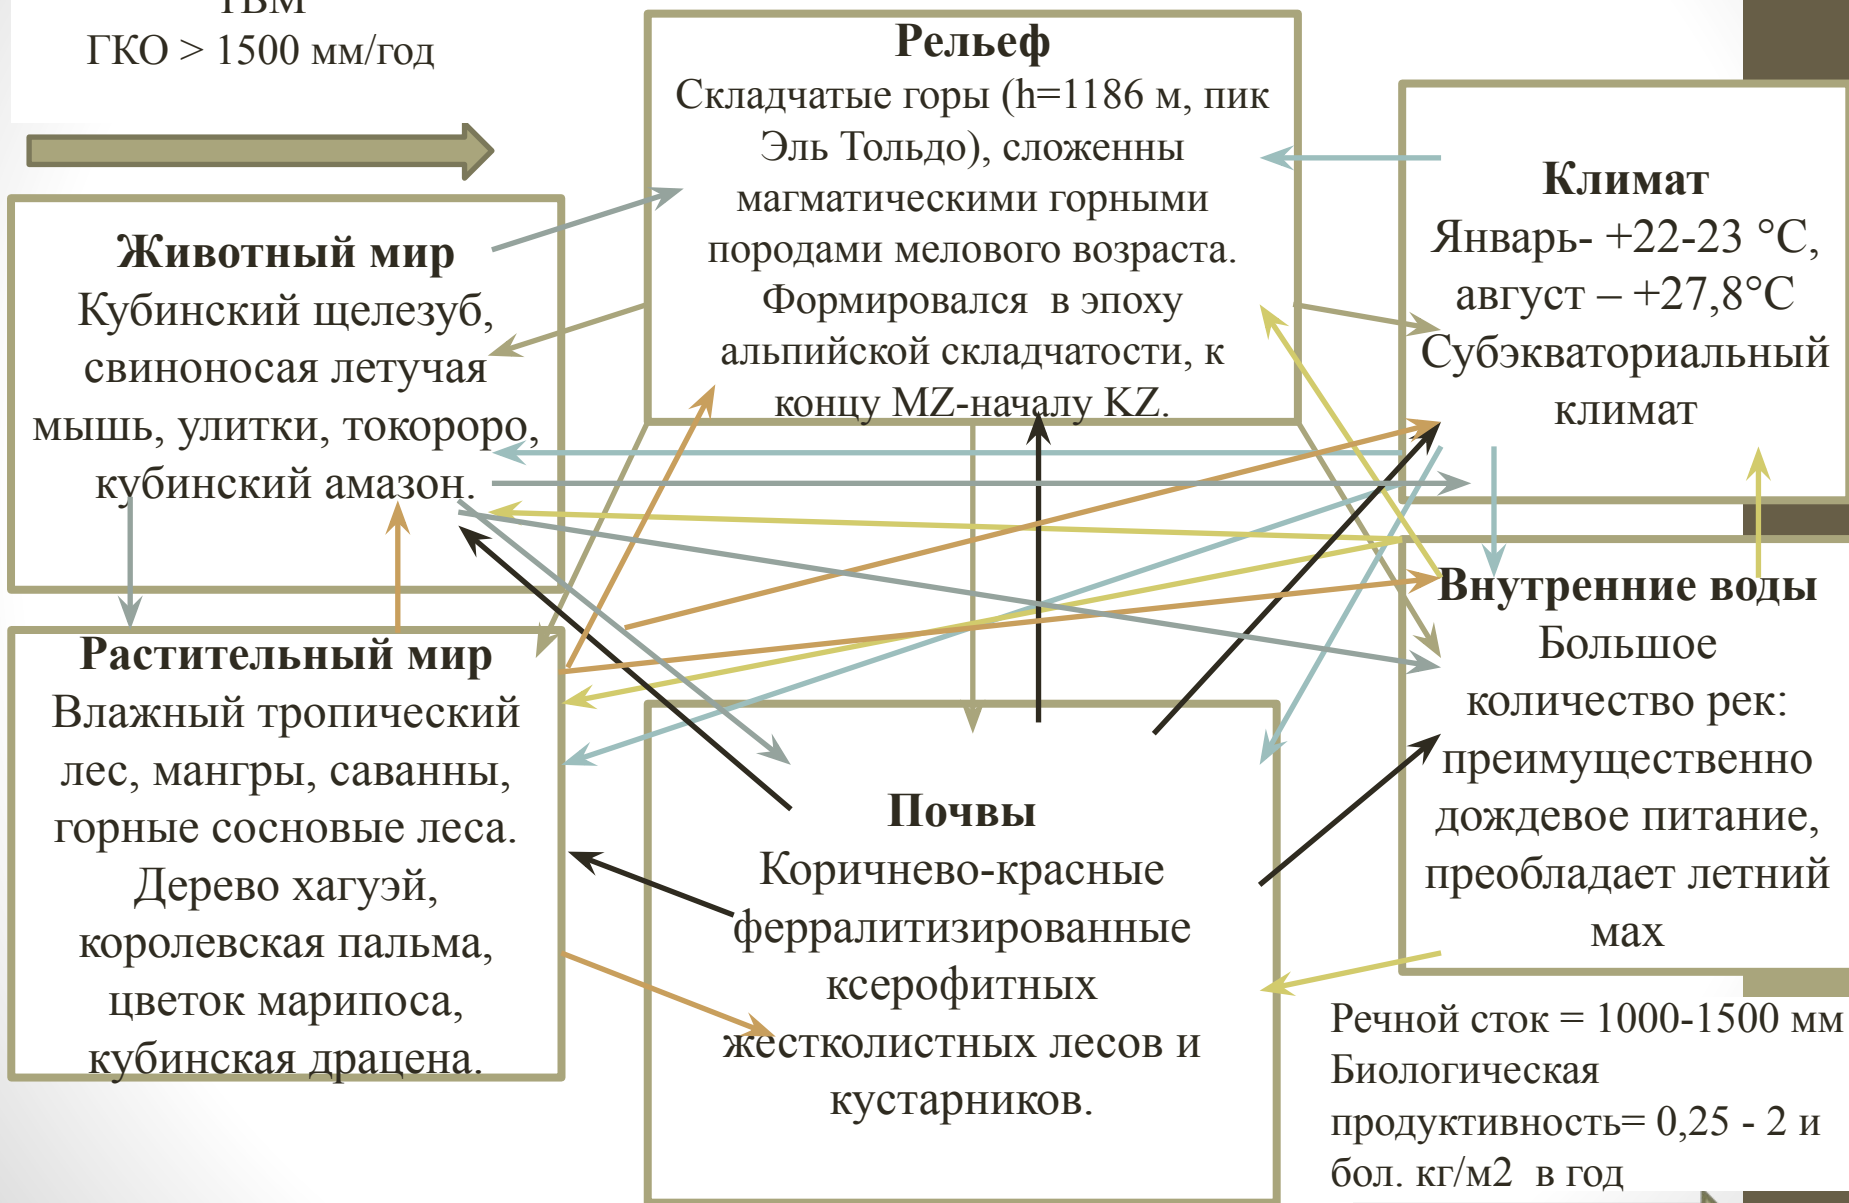 ТВМ
ГКО > 1500 мм/год
Рельеф
Складчатые горы (h=1186 м, пик
Эль Тольдо), сложенны
магматическими горными
породами мелового возраста.
Формировался в эпоху
альпийской складчатости, к
концу MZ-началу KZ.
Климат
Январь- +22-23 °С,
август – +27,8°С
Субэкваториальный
климат
Животный мир
Кубинский щелезуб,
свиноносая летучая
мышь, улитки, токороро,
кубинский амазон.
Внутренние воды
Большое
количество рек:
преимущественно
дождевое питание,
преобладает летний
мах
Растительный мир
Влажный тропический
лес, мангры, саванны,
горные сосновые леса.
Дерево хагуэй,
королевская пальма,
цветок марипоса,
кубинская драцена.
Почвы
Коричнево-красные
ферралитизированные
ксерофитных
жестколистных лесов и
кустарников.
Речной сток = 1000-1500 мм
Биологическая
продуктивность= 0,25 - 2 и
бол. кг/м2 в год